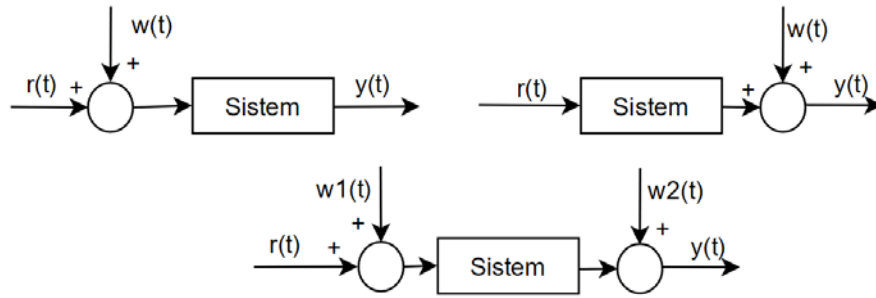 w(t)
r(t) + +
Sistem
y(t)
w(t)
r(t)
Sistem
+ +
y(t)
w1(t)
r(t) + +
Sistem
w2(t)
+
y(t)